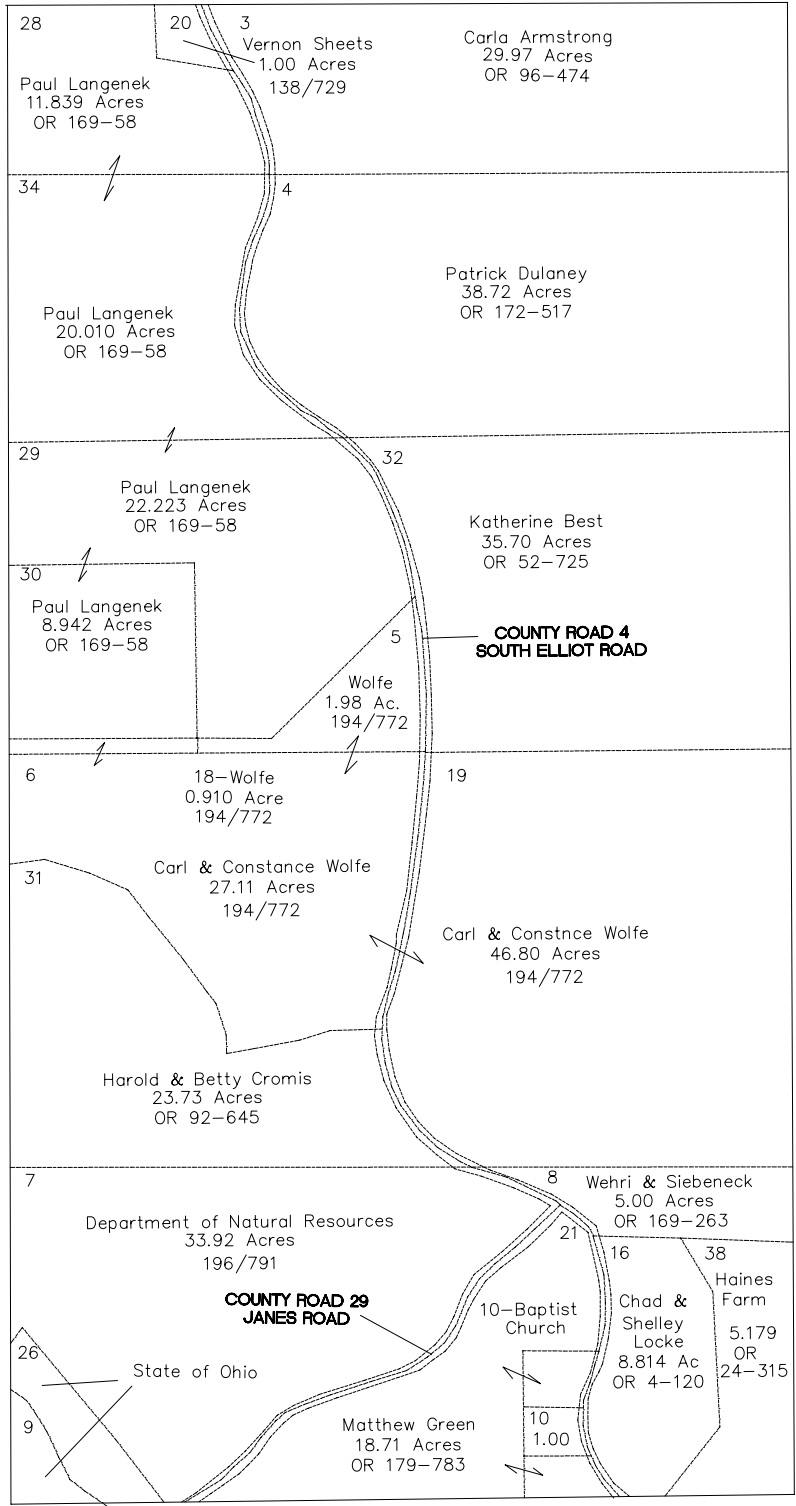 28
20
3
Vernon Sheets
1.00 Acres
138/729
Carla Armstrong
29.97 Acres
OR 96-474
Paul Langenek
11.839 Acres
OR 169-58
34
4
Paul Langenek
20.010 Acres
OR 169-58
Patrick Dulaney
38.72 Acres
OR 172-517
29
32
Paul Langenek
22.223 Acres
OR 169-58
Katherine Best
35.70 Acres
OR 52-725
30
Paul Langenek
8.942 Acres
OR 169-58
5
COUNTY ROAD 4
SOUTH ELLIOT ROAD
Wolfe
1.98 Ac.
194/772
6
18-Wolfe
0.910 Acre
194/772
19
31
Carl & Constance Wolfe
27.11 Acres
194/772
Carl & Constnce Wolfe
46.80 Acres
194/772
Harold & Betty Cromis
23.73 Acres
OR 92-645
7
8
Wehri & Siebeneck
5.00 Acres
OR 169-263
Department of Natural Resources
33.92 Acres
196/791
21
16
38
COUNTY ROAD 29
JANES ROAD
10-Baptist
Church
Chad &
Shelley
Locke
8.814 Ac
OR 4-120
Haines
Farm
5.179
OR
24-315
26
State of Ohio
9
Matthew Green
18.71 Acres
OR 179-783
10
1.00